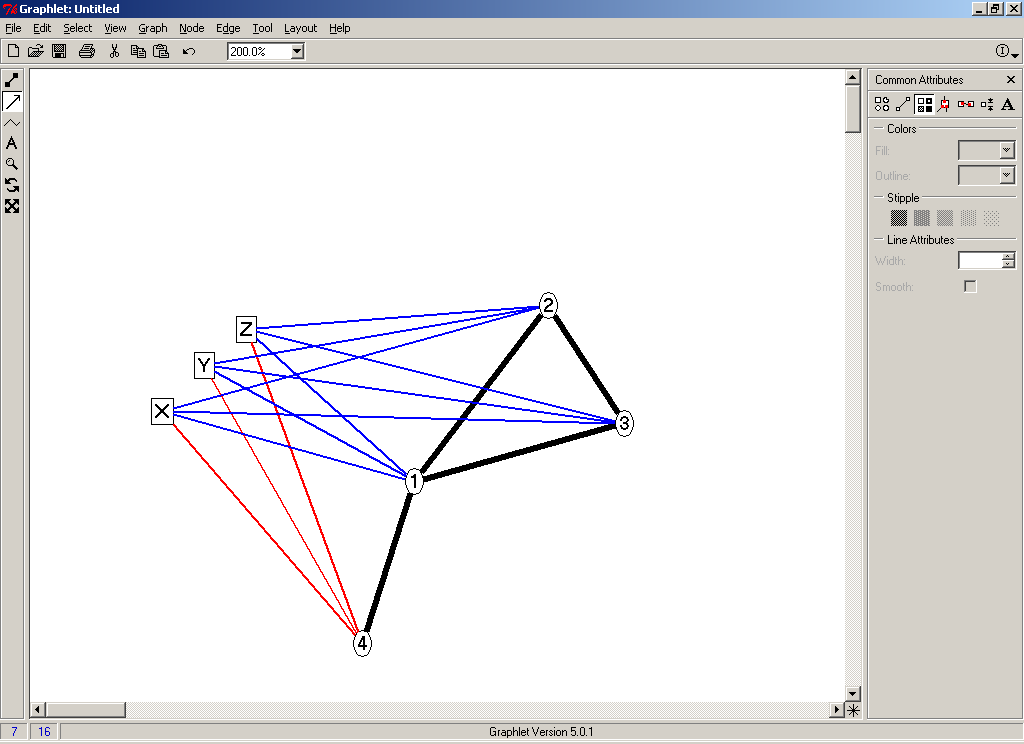 Graphlet: Untitled
File Edit Select View Graph Node Edge Tool Layout Help
200.0%
Common Attributes
A
A
Colors
Fill:
Outline:
Stipple
Line Attributes
Width:
Smooth:
2
Z
Y
X
3
1
4
7 16 Graphlet Version 5.0.1